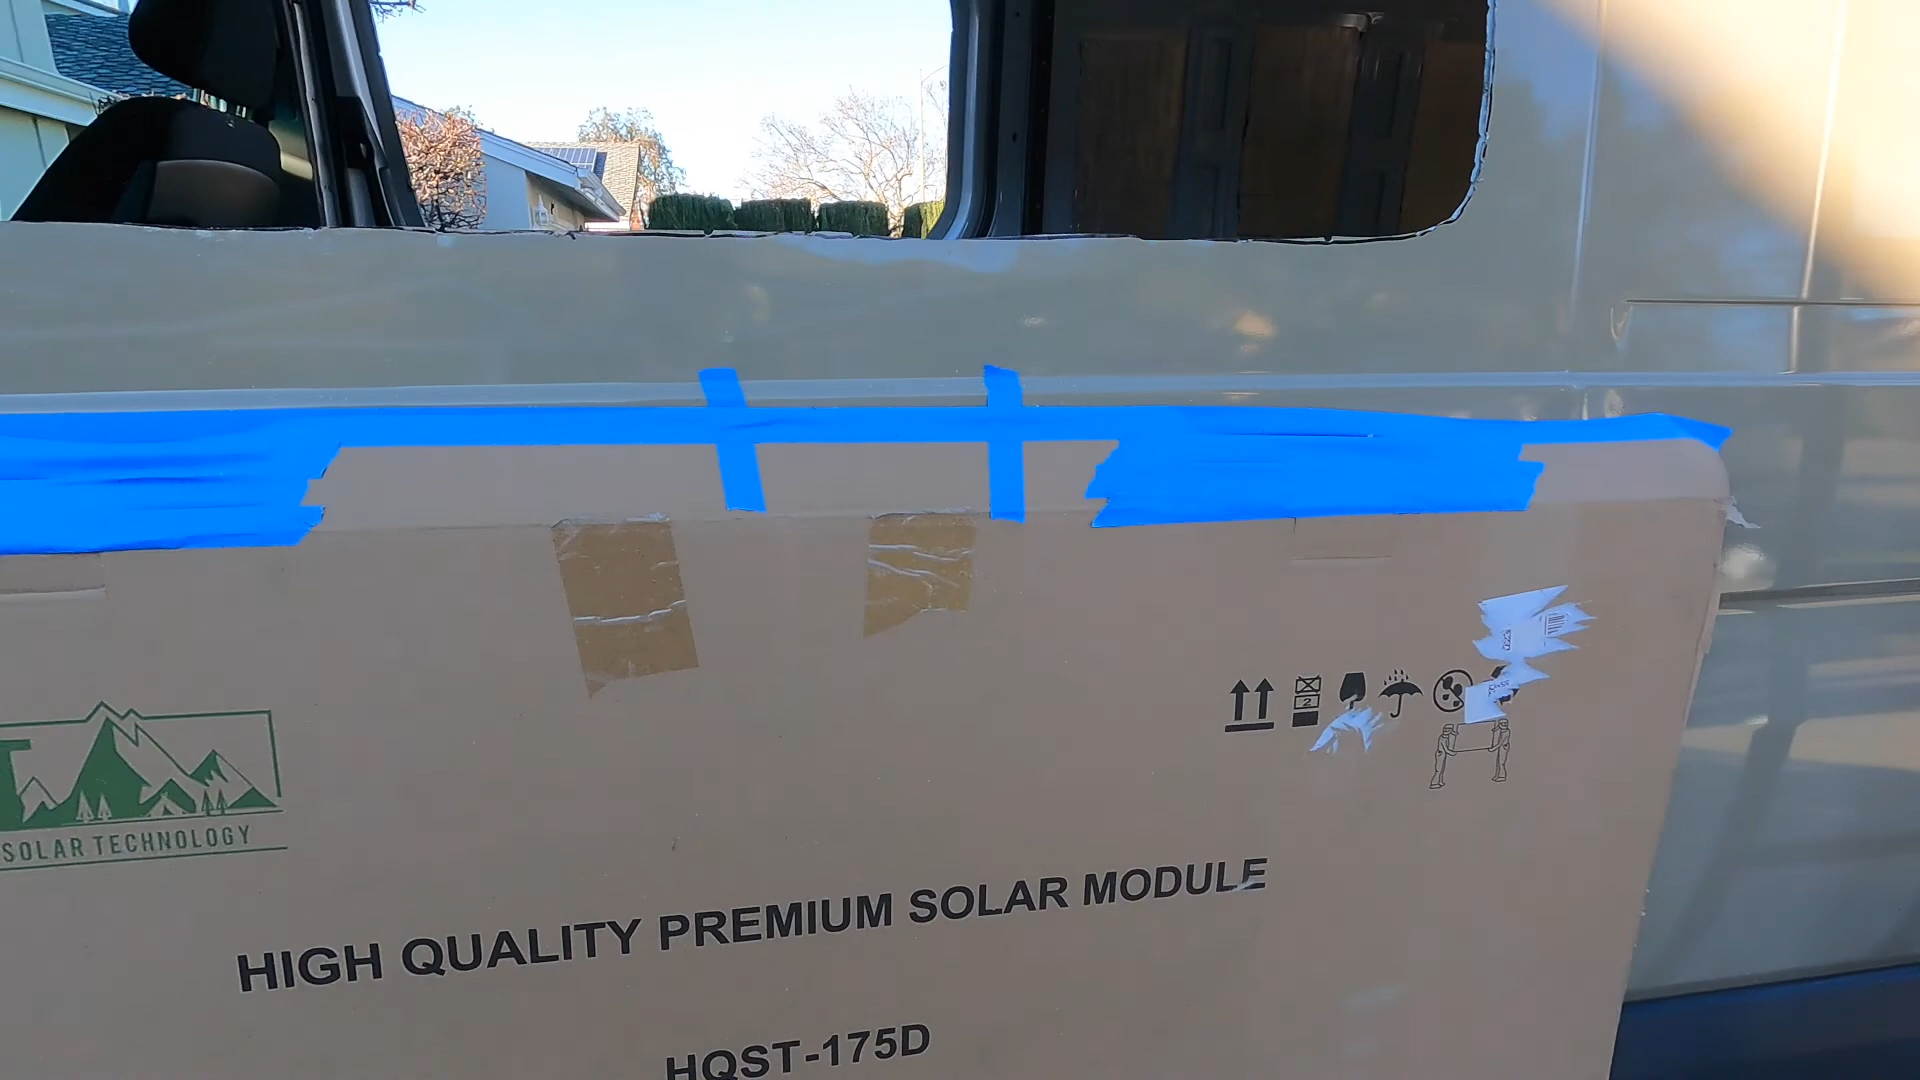 SOLAR TECHNOLOGY
HIGH QUALITY PREMIUM SOLAR MODULE
HQST-175D